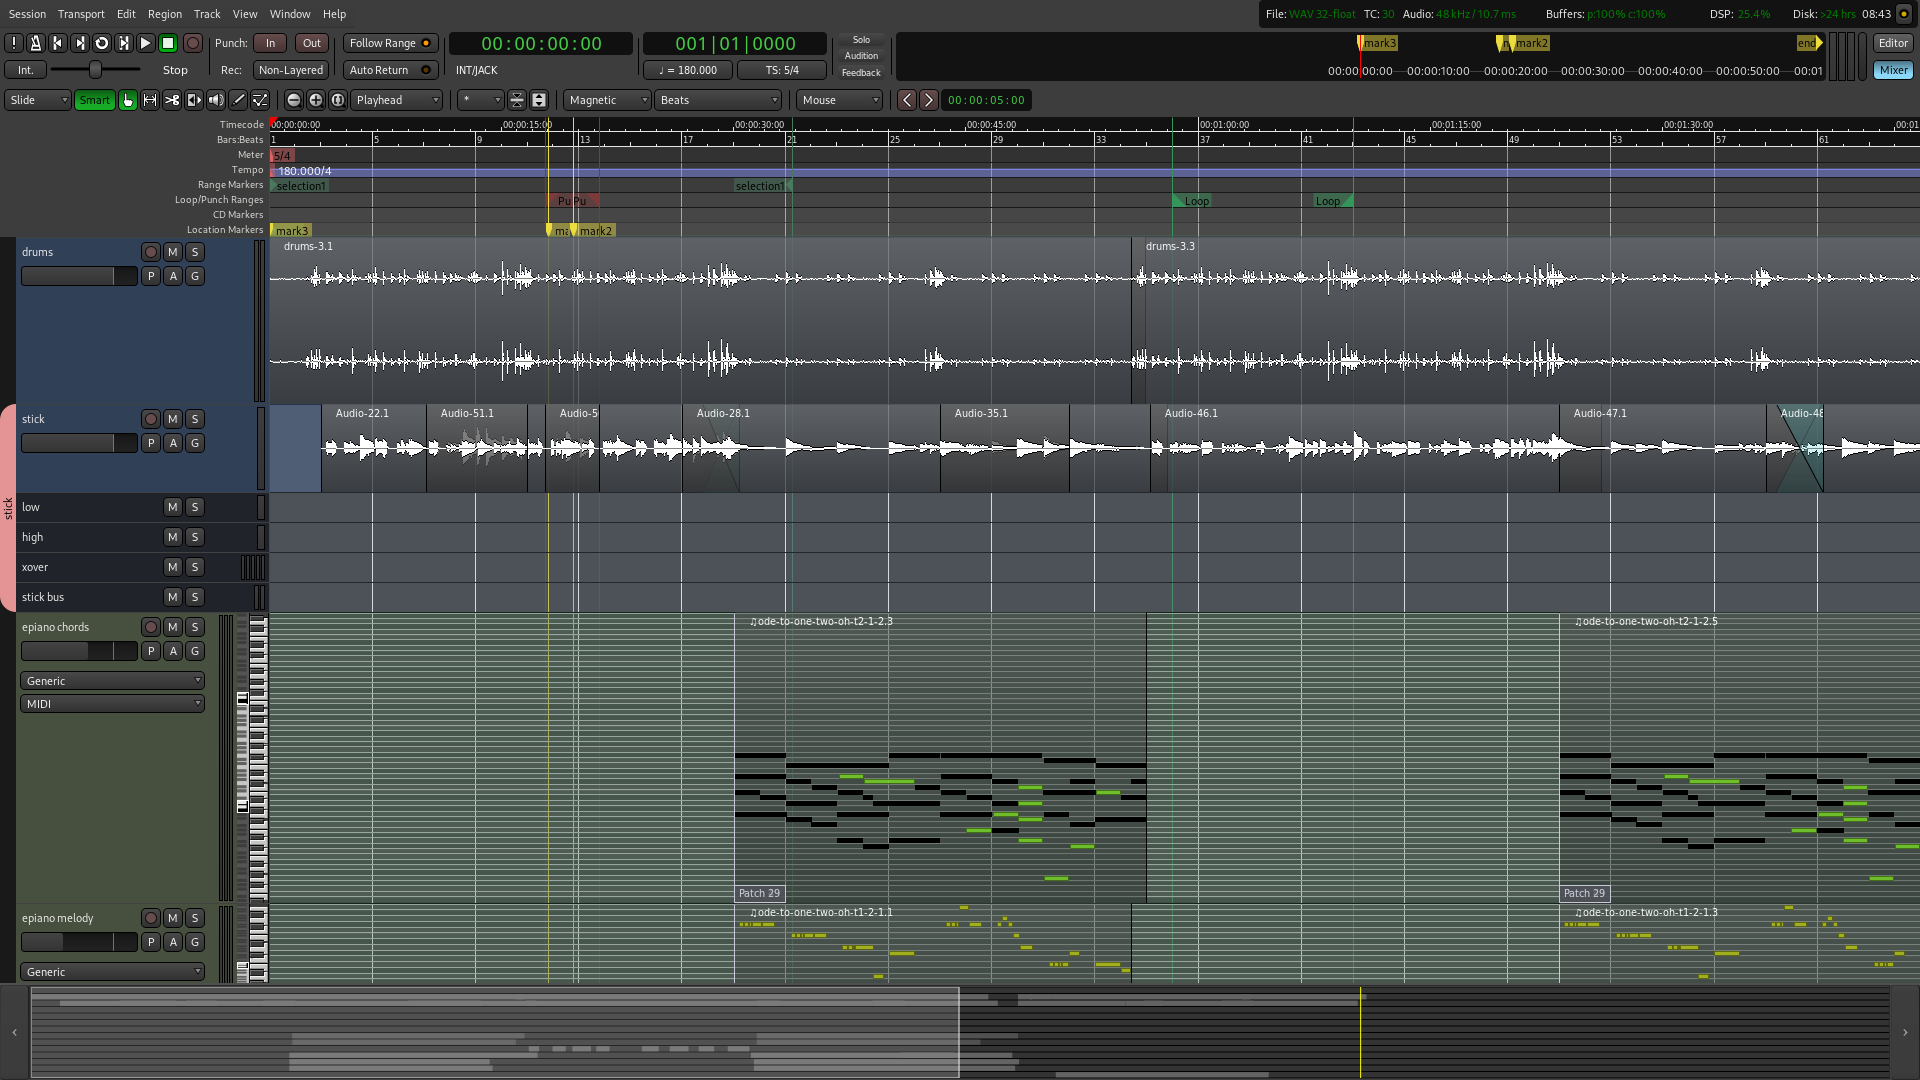 Session Transport Edit Region Track View Window Help
File: WAV 32-float TC: 30 Audio: 48 kHz / 10.7 ms Buffers: p:100% c:100% DSP: 25.4% Disk: >24 hrs 08:43
Punch: In Out Follow Range 00:00:00:00 001|01|0000 Solo mark3 mark2 end Editor
Audition
Int. Stop Rec: Non-Layered Auto Return INT/JACK ♩ = 180.000 TS: 5/4 Feedback 00:00:00:00 00:00:10:00 00:00:20:00 00:00:30:00 00:00:40:00 00:00:50:00 00:01 Mixer
Slide Smart Playhead * Magnetic Beats Mouse 00:00:05:00
Timecode 00:00:00:00 00:00:15:00 00:00:30:00 00:00:45:00 00:01:00:00 00:01:15:00 00:01:30:00 00:01
Bars:Beats 1 5 9 13 17 21 25 29 33 37 41 45 49 53 57 61
Meter 5/4
Tempo 180.000/4
Range Markers selection1 selection1
Loop/Punch Ranges Pu Pu Loop Loop
CD Markers
Location Markers mark3 ma mark2
drums M S drums-3.1 drums-3.3
P A G
stick
stick M S Audio-22.1 Audio-51.1 Audio-5 Audio-28.1 Audio-35.1 Audio-46.1 Audio-47.1 Audio-48
P A G
low M S
high M S
xover M S
stick bus M S
epiano chords M S ♫ode-to-one-two-oh-t2-1-2.3 ♫ode-to-one-two-oh-t2-1-2.5
P A G
Generic
MIDI
Patch 29 Patch 29
epiano melody M S ♫ode-to-one-two-oh-t1-2-1.1 ♫ode-to-one-two-oh-t1-2-1.3
P A G
Generic